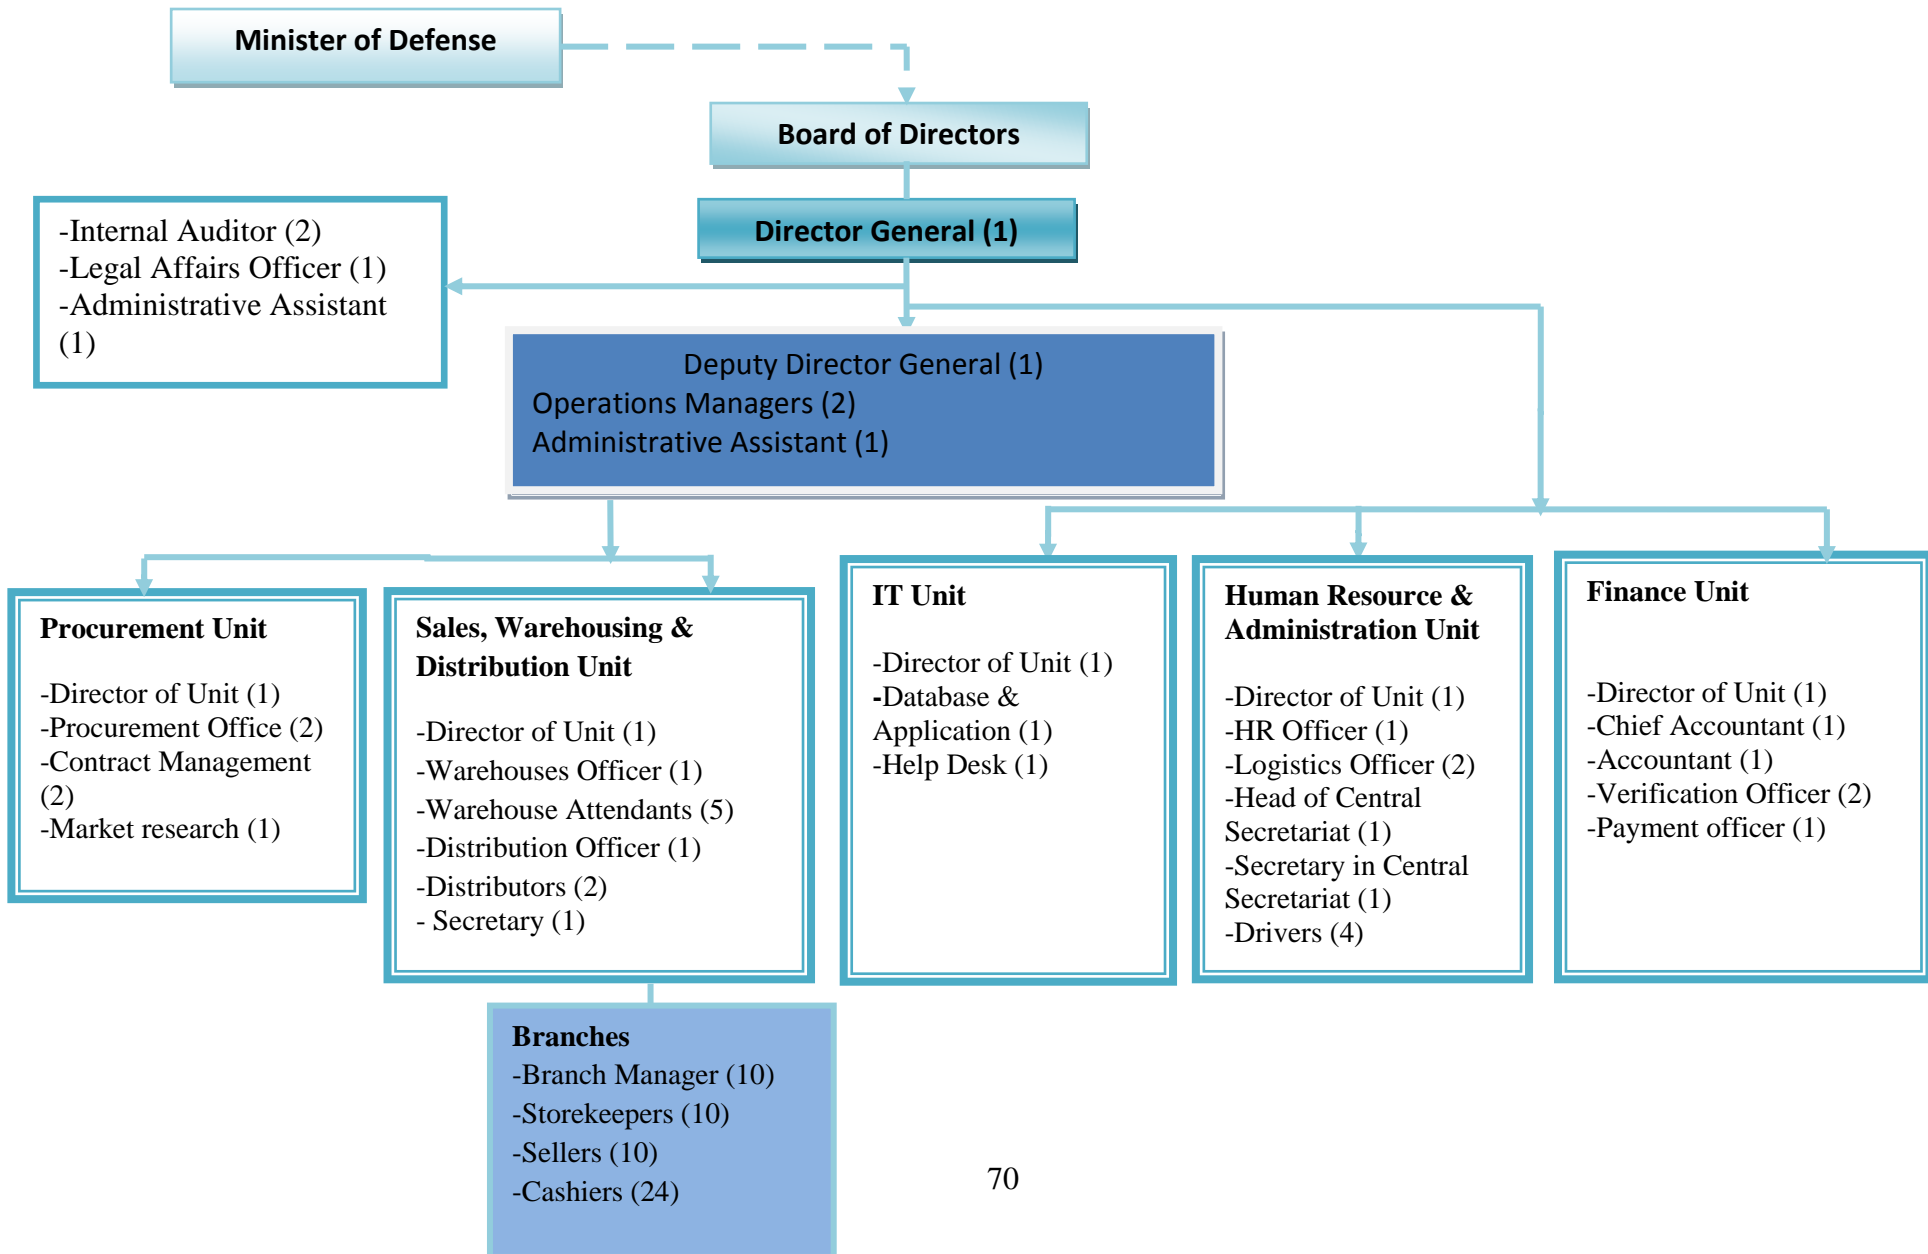 Minister of Defense
Board of Directors
Director General (1)
-Internal Auditor (2)
-Legal Affairs Officer (1)
-Administrative Assistant
(1)
Deputy Director General (1)
Operations Managers (2)
Administrative Assistant (1)
Procurement Unit
-Director of Unit (1)
-Procurement Office (2)
-Contract Management
(2)
-Market research (1)
Sales, Warehousing &
Distribution Unit
-Director of Unit (1)
-Warehouses Officer (1)
-Warehouse Attendants (5)
-Distribution Officer (1)
-Distributors (2)
- Secretary (1)
IT Unit
-Director of Unit (1)
-Database &
Application (1)
-Help Desk (1)
Human Resource &
Administration Unit
-Director of Unit (1)
-HR Officer (1)
-Logistics Officer (2)
-Head of Central
Secretariat (1)
-Secretary in Central
Secretariat (1)
-Drivers (4)
Finance Unit
-Director of Unit (1)
-Chief Accountant (1)
-Accountant (1)
-Verification Officer (2)
-Payment officer (1)
Branches
-Branch Manager (10)
-Storekeepers (10)
-Sellers (10)
-Cashiers (24)
70